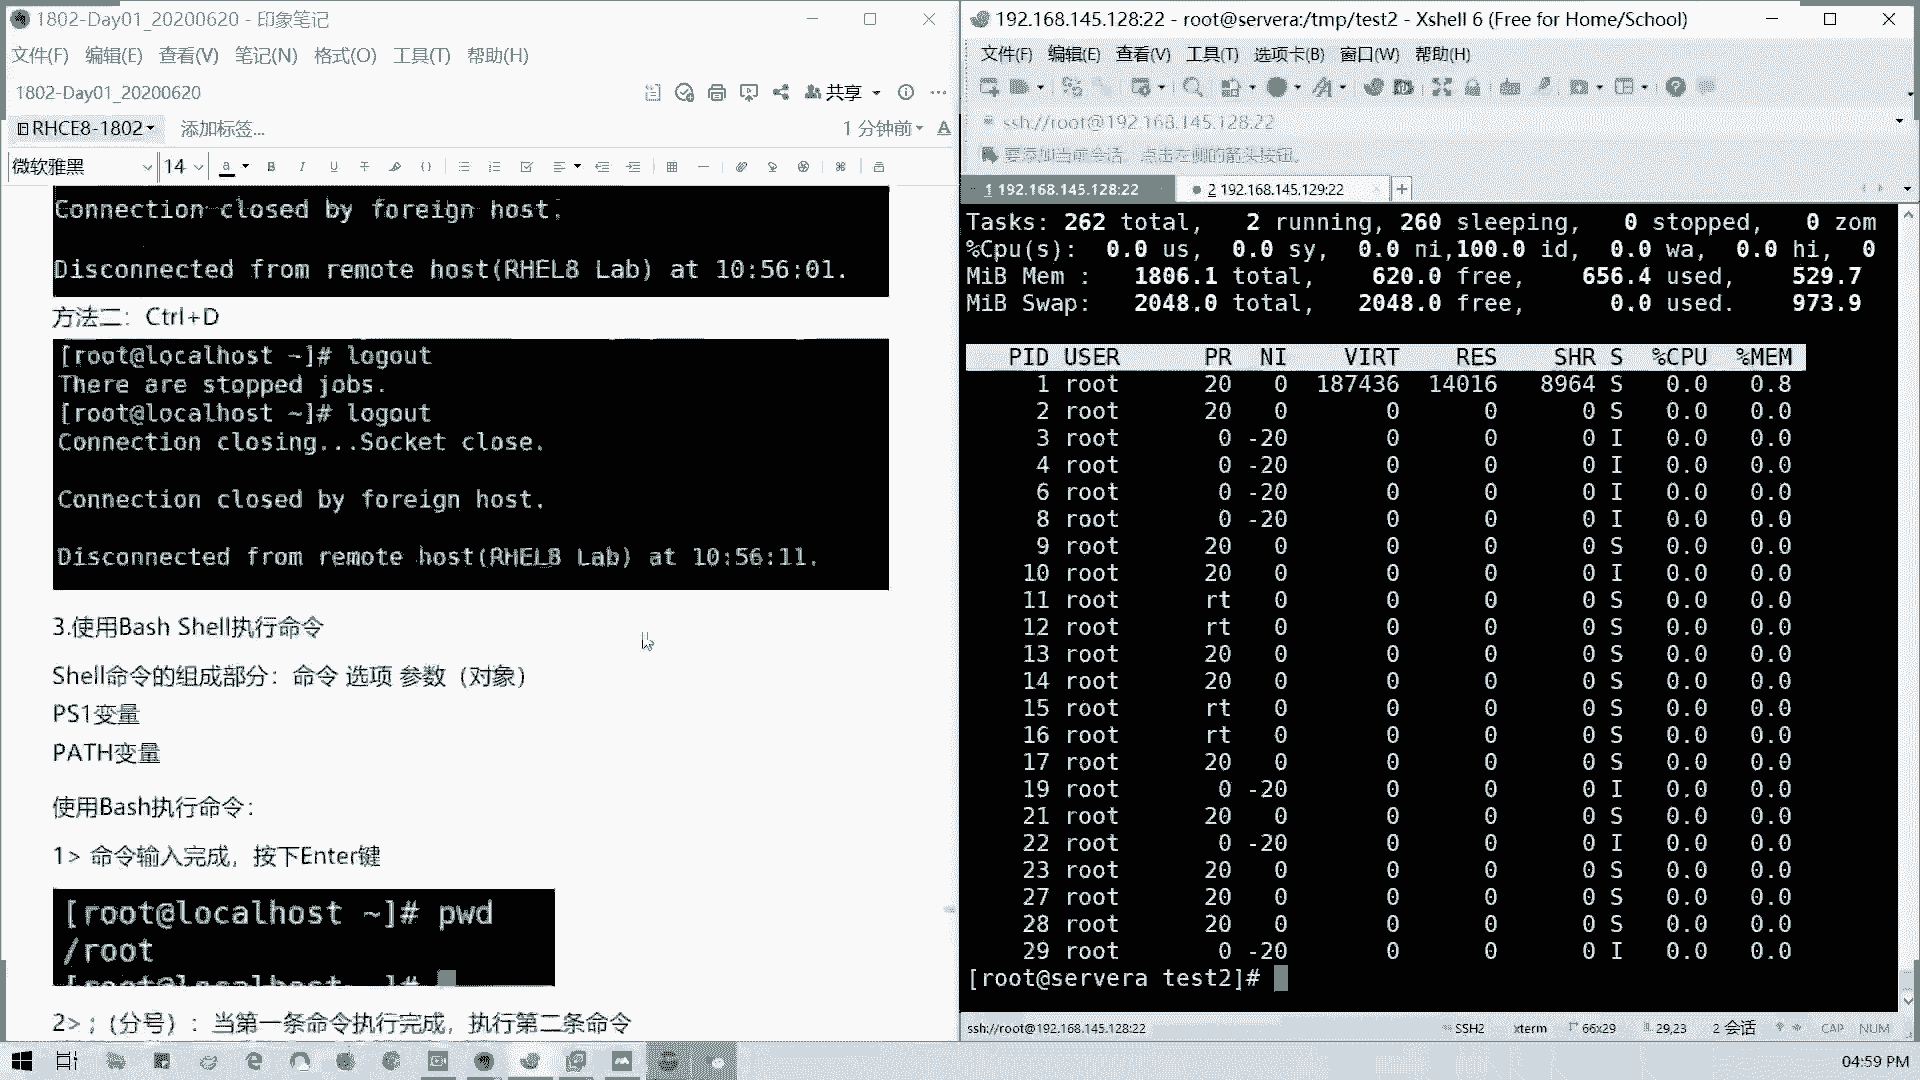 1802-Day01_20200620 - 印象笔记
文件(F) 编辑(E) 查看(V) 笔记(N) 格式(O) 工具(T) 帮助(H)
1802-Day01_20200620
共享
RHCE8-1802
添加标签...
1 分钟前
微软雅黑
14
Connection closed by foreign host.
Disconnected from remote host(RHEL8 Lab) at 10:56:01.
方法二：Ctrl+D
[root@localhost ~]# logout
There are stopped jobs.
[root@localhost ~]# logout
Connection closing...Socket close.
Connection closed by foreign host.
Disconnected from remote host(RHEL8 Lab) at 10:56:11.
3.使用Bash Shell执行命令
Shell命令的组成部分：命令 选项 参数（对象）
PS1变量
PATH变量
使用Bash执行命令：
1> 命令输入完成，按下Enter键
[root@localhost ~]# pwd
/root
[root@localhost ~]#
2> ；(分号）：当第一条命令执行完成，执行第二条命令
192.168.145.128:22 - root@servera:/tmp/test2 - Xshell 6 (Free for Home/School)
文件(F) 编辑(E) 查看(V) 工具(T) 选项卡(B) 窗口(W) 帮助(H)
ssh://root@192.168.145.128:22
要添加当前会话，点击左侧的箭头按钮。
1 192.168.145.128:22
2 192.168.145.129:22
Tasks: 262 total, 2 running, 260 sleeping, 0 stopped, 0 zom
%Cpu(s): 0.0 us, 0.0 sy, 0.0 ni,100.0 id, 0.0 wa, 0.0 hi, 0
MiB Mem : 1806.1 total, 620.0 free, 656.4 used, 529.7
MiB Swap: 2048.0 total, 2048.0 free, 0.0 used. 973.9
PID USER PR NI VIRT RES SHR S %CPU %MEM
1 root 20 0 187436 14016 8964 S 0.0 0.8
2 root 20 0 0 0 0 S 0.0 0.0
3 root 0 -20 0 0 0 I 0.0 0.0
4 root 0 -20 0 0 0 I 0.0 0.0
6 root 0 -20 0 0 0 I 0.0 0.0
8 root 0 -20 0 0 0 I 0.0 0.0
9 root 20 0 0 0 0 S 0.0 0.0
10 root 20 0 0 0 0 I 0.0 0.0
11 root rt 0 0 0 0 S 0.0 0.0
12 root rt 0 0 0 0 S 0.0 0.0
13 root 20 0 0 0 0 S 0.0 0.0
14 root 20 0 0 0 0 S 0.0 0.0
15 root rt 0 0 0 0 S 0.0 0.0
16 root rt 0 0 0 0 S 0.0 0.0
17 root 20 0 0 0 0 S 0.0 0.0
19 root 0 -20 0 0 0 I 0.0 0.0
21 root 20 0 0 0 0 S 0.0 0.0
22 root 0 -20 0 0 0 I 0.0 0.0
23 root 20 0 0 0 0 S 0.0 0.0
27 root 20 0 0 0 0 S 0.0 0.0
28 root 20 0 0 0 0 S 0.0 0.0
29 root 0 -20 0 0 0 I 0.0 0.0
[root@servera test2]#
ssh://root@192.168.145.128:22 SSH2 xterm 66x29 29,23 2 会话 CAP NUM
04:59 PM